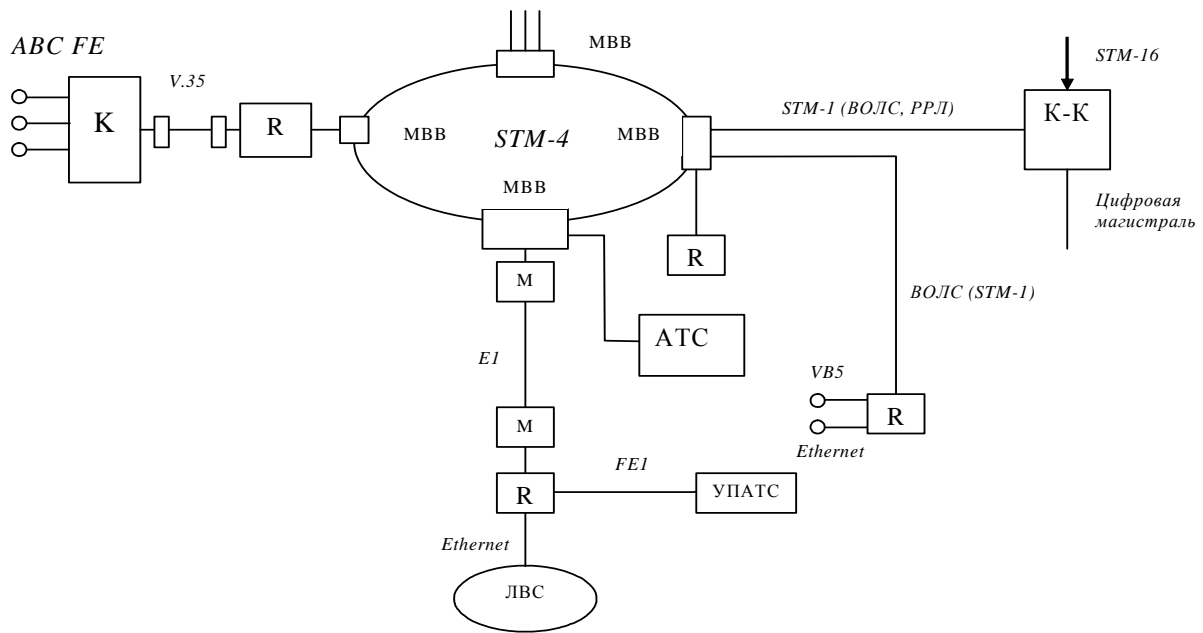 МВВ
ABC FE
V.35
STM-16
К
R
МВВ
STM-4
МВВ
STM-1 (ВОЛС, РРЛ)
К-К
МВВ
Цифровая
магистраль
R
М
ВОЛС (STM-1)
АТС
E1
VB5
М
R
Ethernet
FE1
R
УПАТС
Ethernet
ЛВС